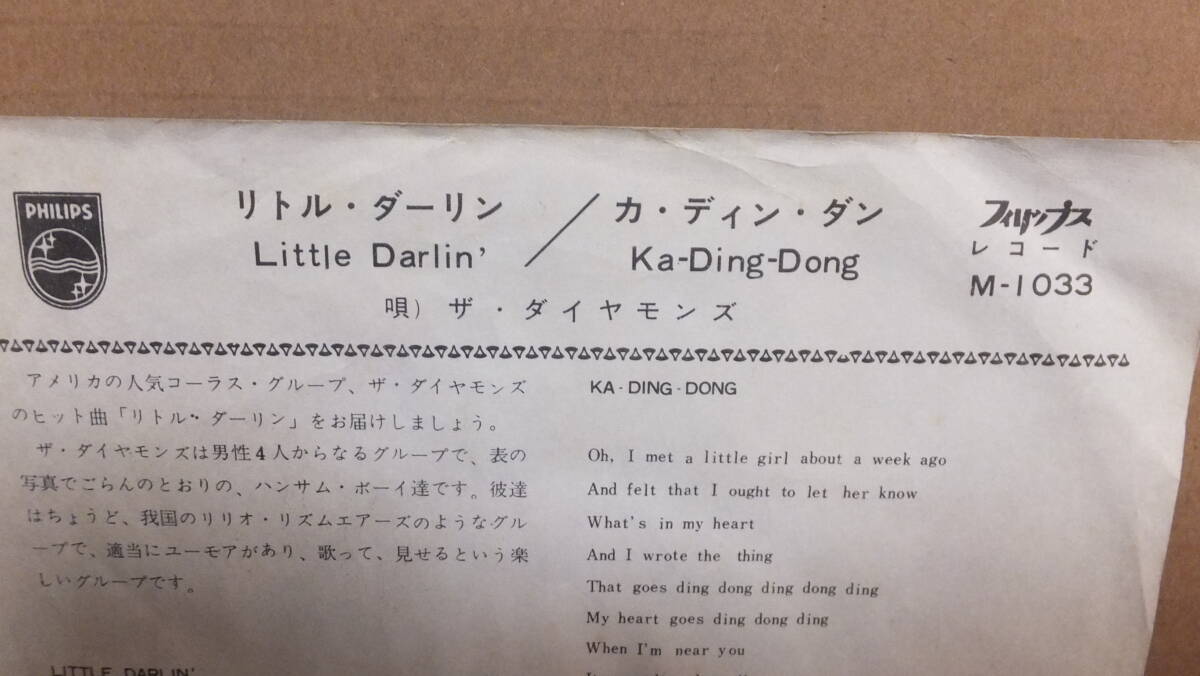 PHILIPS
リトル・ダーリン／カ・ディン・ダン
Little Darlin’ Ka-Ding-Dong
唄）ザ・ダイヤモンズ
フィリップス
レコード
M-1033
アメリカの人気コーラス・グループ、ザ・ダイヤモンズ
のヒット曲「リトル・ダーリン」をお届けしましょう。
ザ・ダイヤモンズは男性4人からなるグループで、表の
写真でごらんのとおりの、ハンサム・ボーイ達です。彼達
はちょうど、我国のリリオ・リズムエアーズのようなグル
ープで、適当にユーモアがあり、歌って、見せるという楽
しいグループです。
LITTLE DARLIN’
KA-DING-DONG
Oh, I met a little girl about a week ago
And felt that I ought to let her know
What's in my heart
And I wrote the thing
That goes ding dong ding dong ding
My heart goes ding dong ding
When I'm near you